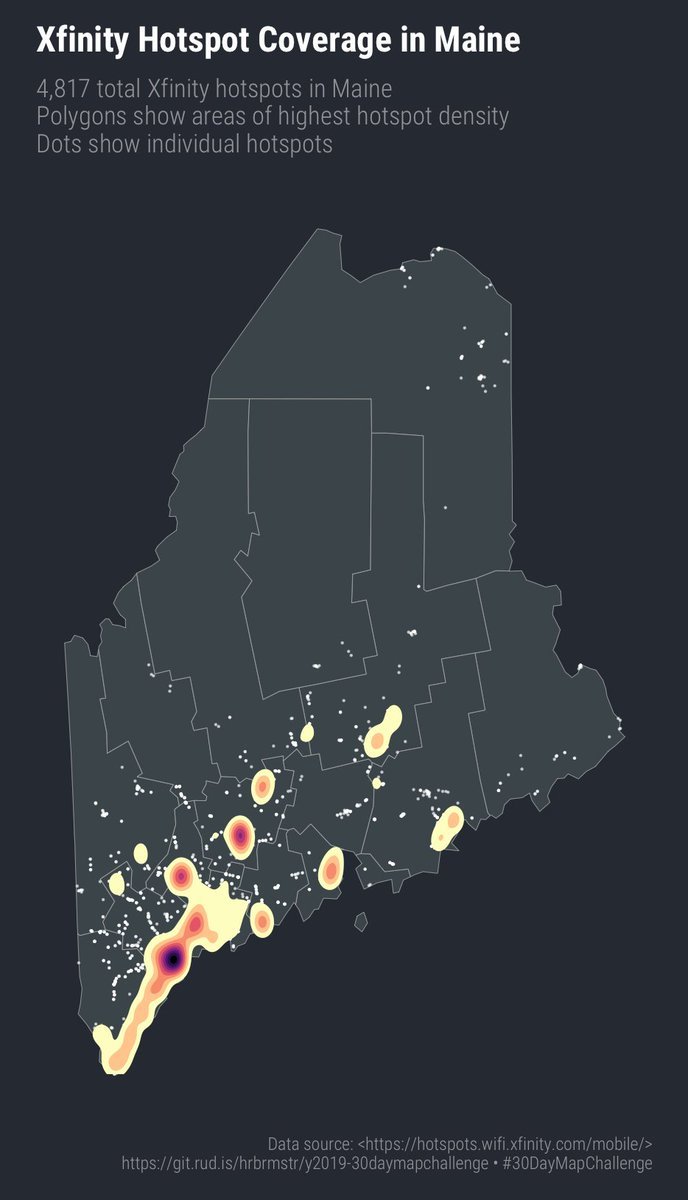 Xfinity Hotspot Coverage in Maine
4,817 total Xfinity hotspots in Maine
Polygons show areas of highest hotspot density
Dots show individual hotspots
Data source: <https://hotspots.wifi.xfinity.com/mobile/>
https://git.rud.is/hrbrmstr/y2019-30daymapchallenge • #30DayMapChallenge